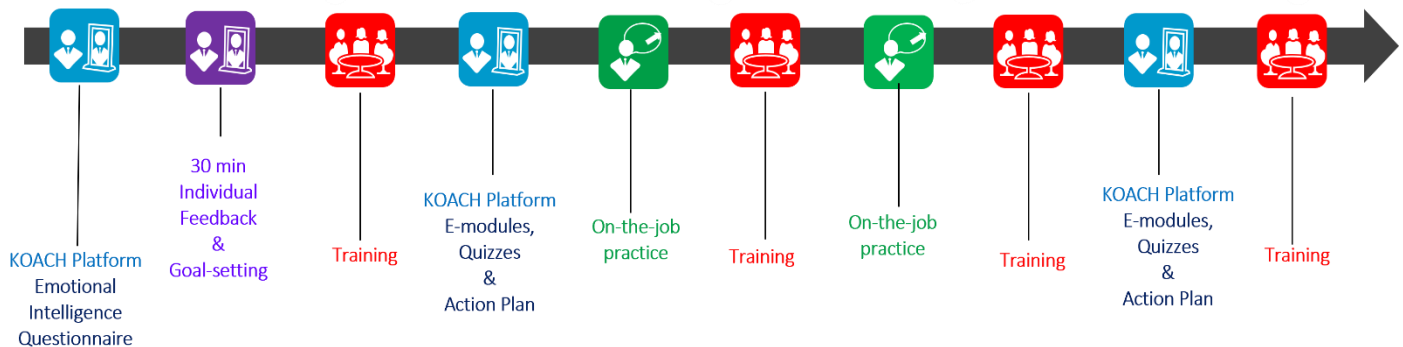 KOACH Platform
Emotional
Intelligence
Questionnaire
30 min
Individual
Feedback
&
Goal-setting
Training
KOACH Platform
E-modules,
Quizzes
&
Action Plan
On-the-job
practice
Training
On-the-job
practice
Training
KOACH Platform
E-modules,
Quizzes
&
Action Plan
Training